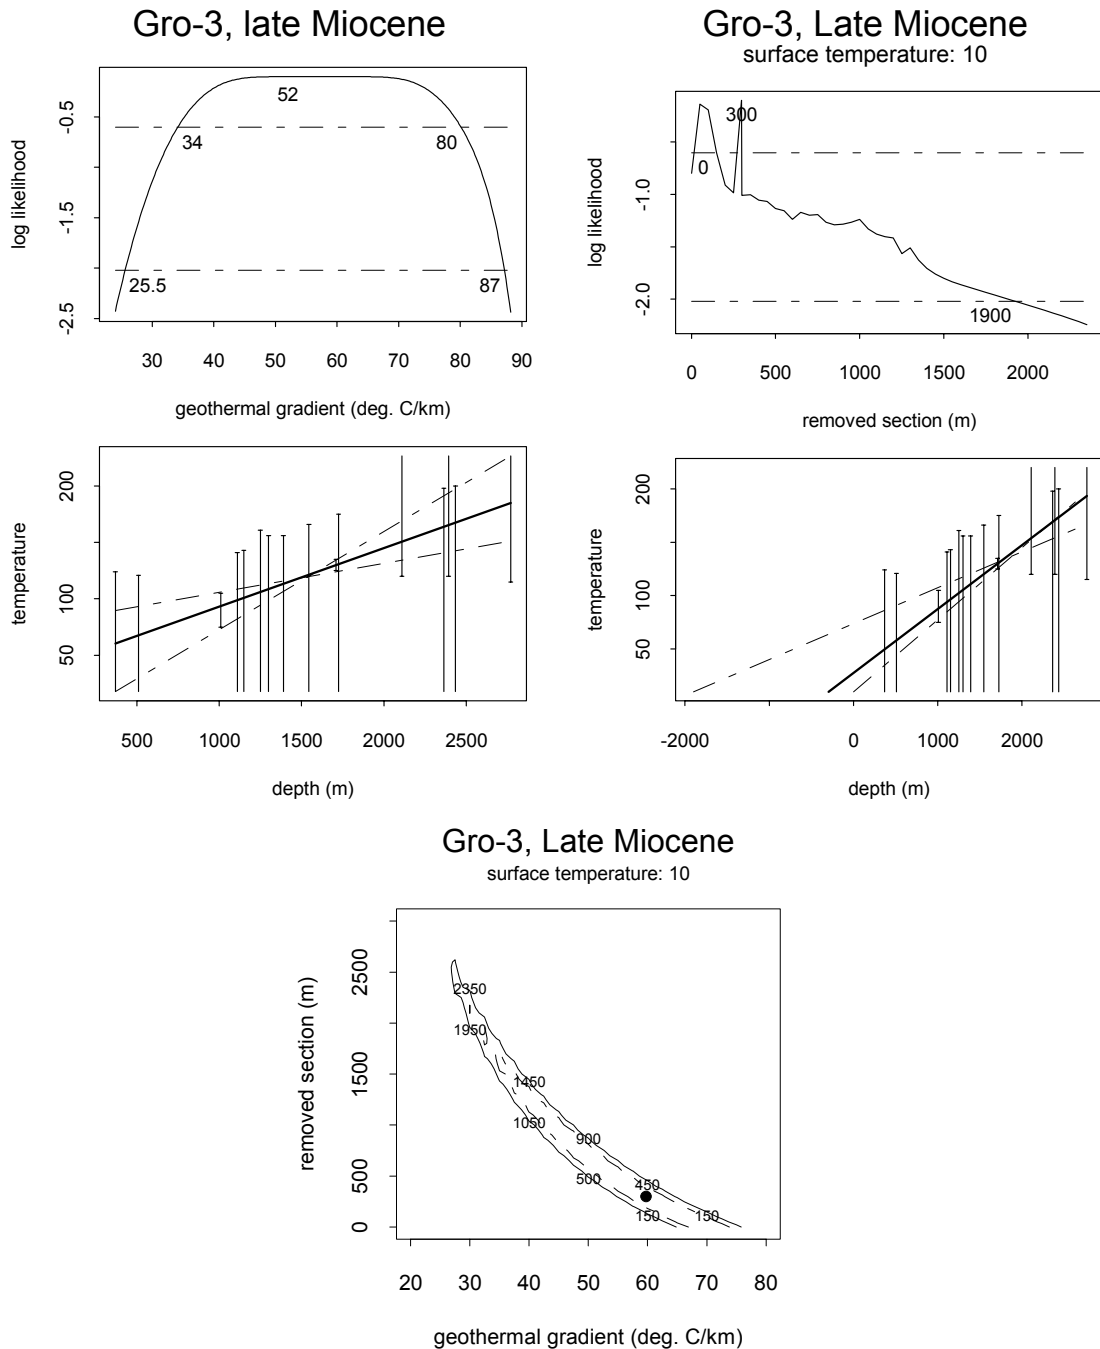 Gro-3, late Miocene
log likelihood
-0.5
-1.5
-2.5
52
34
80
25.5
87
30 40 50 60 70 80 90
geothermal gradient (deg. C/km)
Gro-3, Late Miocene
surface temperature: 10
log likelihood
-1.0
-2.0
300
0
1900
0 500 1000 1500 2000
removed section (m)
temperature
200
100
50
500 1000 1500 2000 2500
depth (m)
temperature
200
100
50
-2000 0 1000 2000
depth (m)
Gro-3, Late Miocene
surface temperature: 10
removed section (m)
2500
1500
500
0
2350
1950
1450
1050
900
500
450
150 150
20 30 40 50 60 70 80
geothermal gradient (deg. C/km)